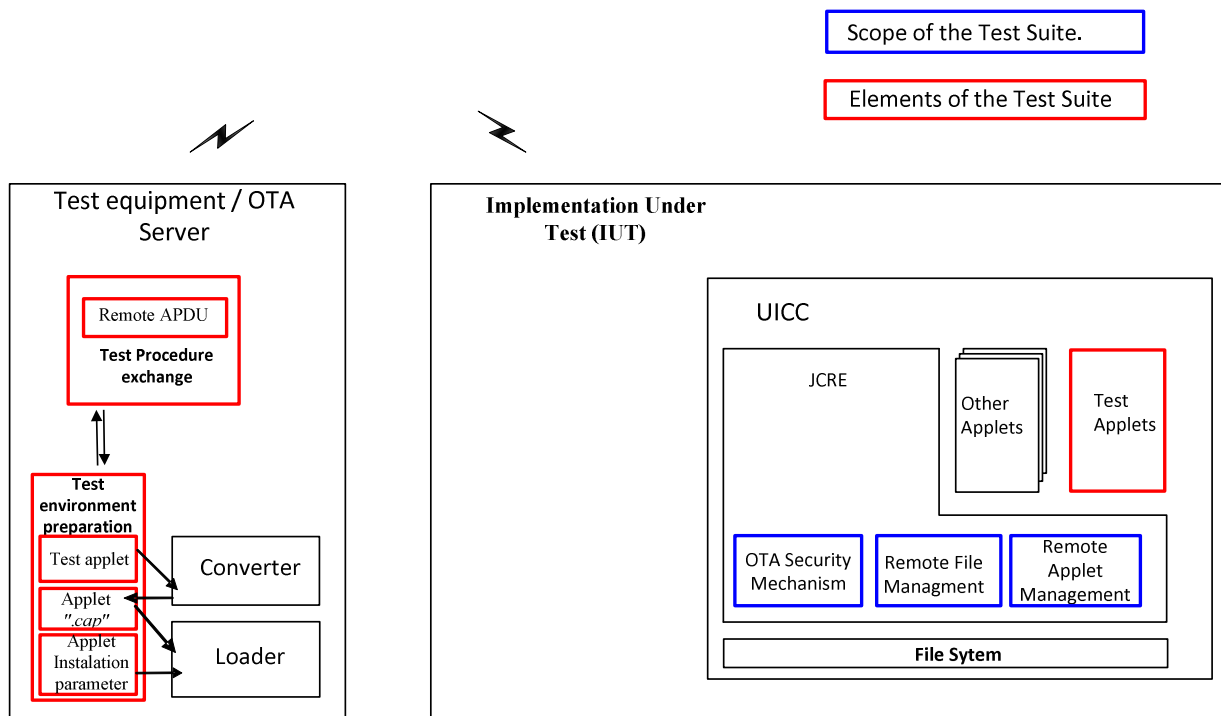 Scope of the Test Suite.
Elements of the Test Suite
Test equipment / OTA
Server
Remote APDU
Test Procedure
exchange
Test
environment
preparation
Test applet
Applet
".cap"
Applet
Instalation
parameter
Converter
Loader
Implementation Under
Test (IUT)
UICC
JCRE
Other
Applets
Test
Applets
OTA Security
Mechanism
Remote File
Managment
Remote
Applet
Management
File Sytem